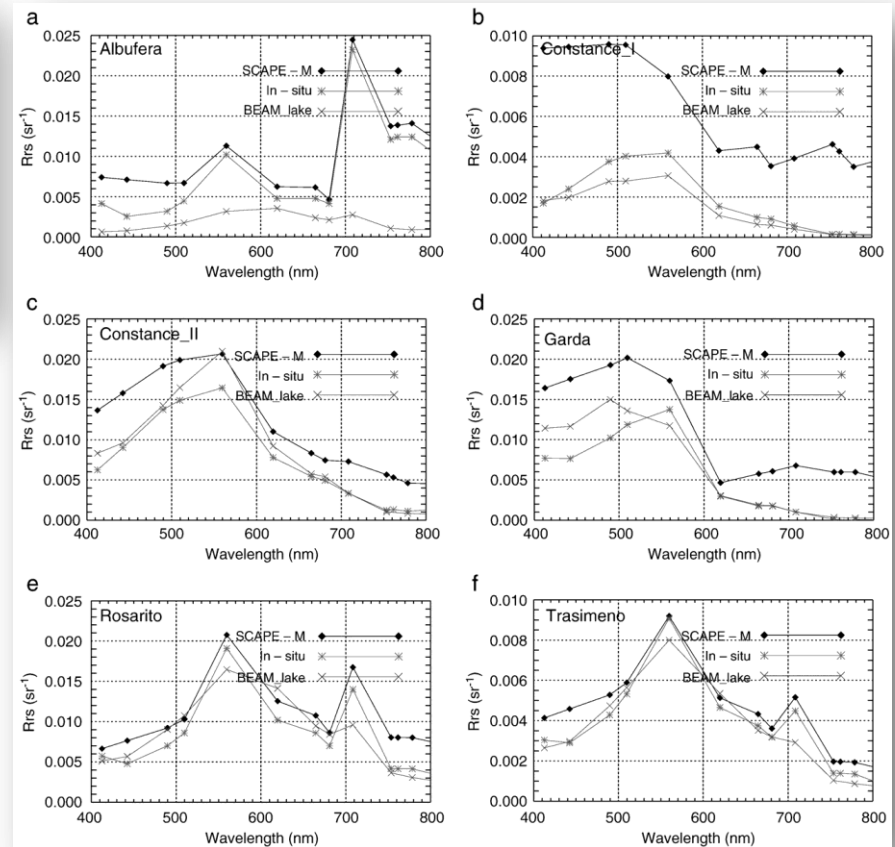 a
Albufera
SCAPE – M
In – situ
BEAM_lake
Rrs (sr-1)
0.025
0.020
0.015
0.010
0.005
0.000
400 500 600 700 800
Wavelength (nm)
b
Constance_I
SCAPE – M
In – situ
BEAM_lake
Rrs (sr-1)
0.010
0.008
0.006
0.004
0.002
0.000
400 500 600 700 800
Wavelength (nm)
c
Constance_II
SCAPE – M
In – situ
BEAM_lake
Rrs (sr-1)
0.025
0.020
0.015
0.010
0.005
0.000
400 500 600 700 800
Wavelength (nm)
d
Garda
SCAPE – M
In – situ
BEAM_lake
Rrs (sr-1)
0.025
0.020
0.015
0.010
0.005
0.000
400 500 600 700 800
Wavelength (nm)
e
Rosarito
SCAPE – M
In – situ
BEAM_lake
Rrs (sr-1)
0.025
0.020
0.015
0.010
0.005
0.000
400 500 600 700 800
Wavelength (nm)
f
Trasimeno
SCAPE – M
In – situ
BEAM_lake
Rrs (sr-1)
0.010
0.008
0.006
0.004
0.002
0.000
400 500 600 700 800
Wavelength (nm)